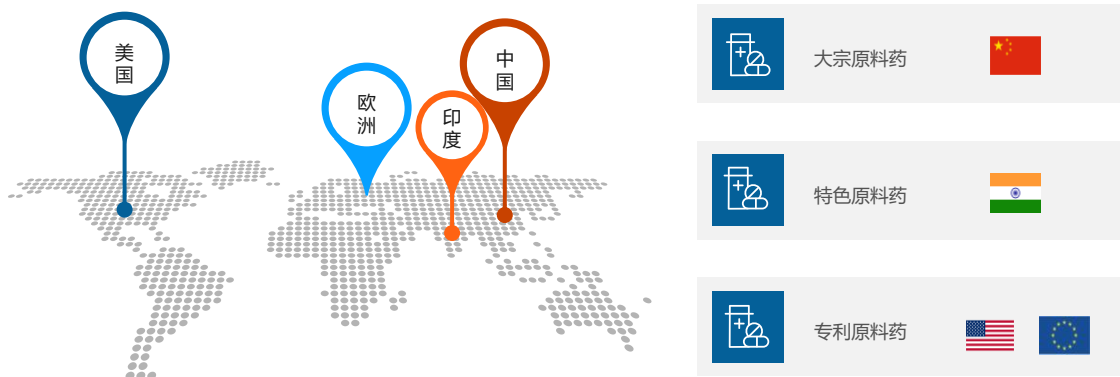 美国
欧洲
印度
中国
大宗原料药
特色原料药
专利原料药